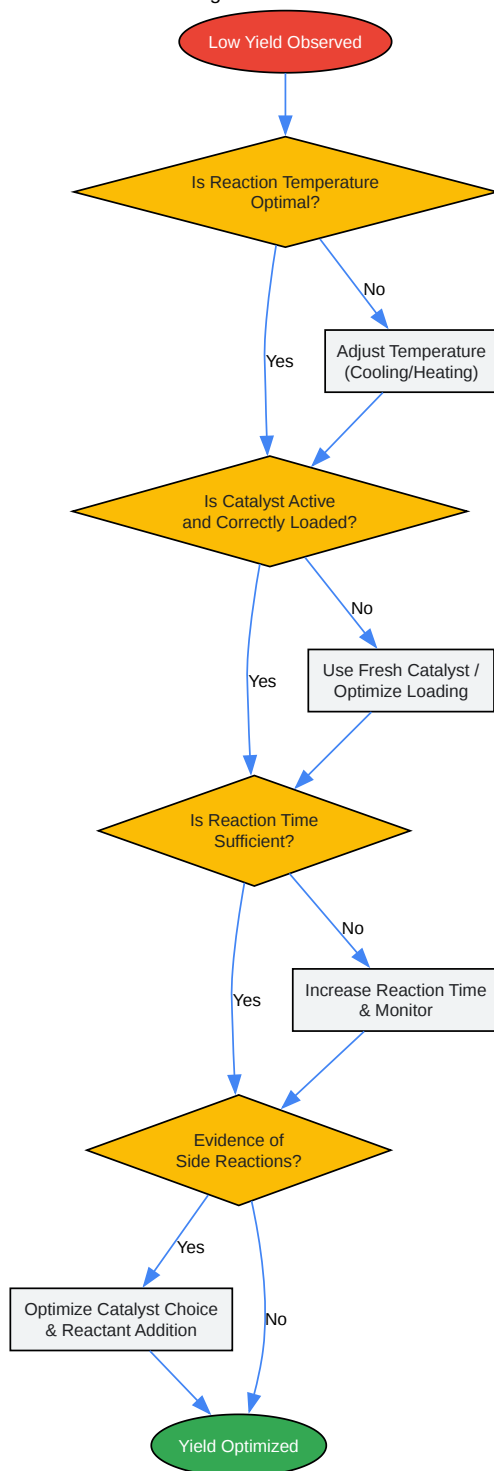 Low Yield Observed
Is Reaction Temperature
Optimal?
No
Adjust Temperature
(Cooling/Heating)
Yes
Is Catalyst Active
and Correctly Loaded?
No
Use Fresh Catalyst /
Optimize Loading
Yes
Is Reaction Time
Sufficient?
No
Increase Reaction Time
& Monitor
Yes
Evidence of
Side Reactions?
Yes
Optimize Catalyst Choice
& Reactant Addition
No
Yield Optimized